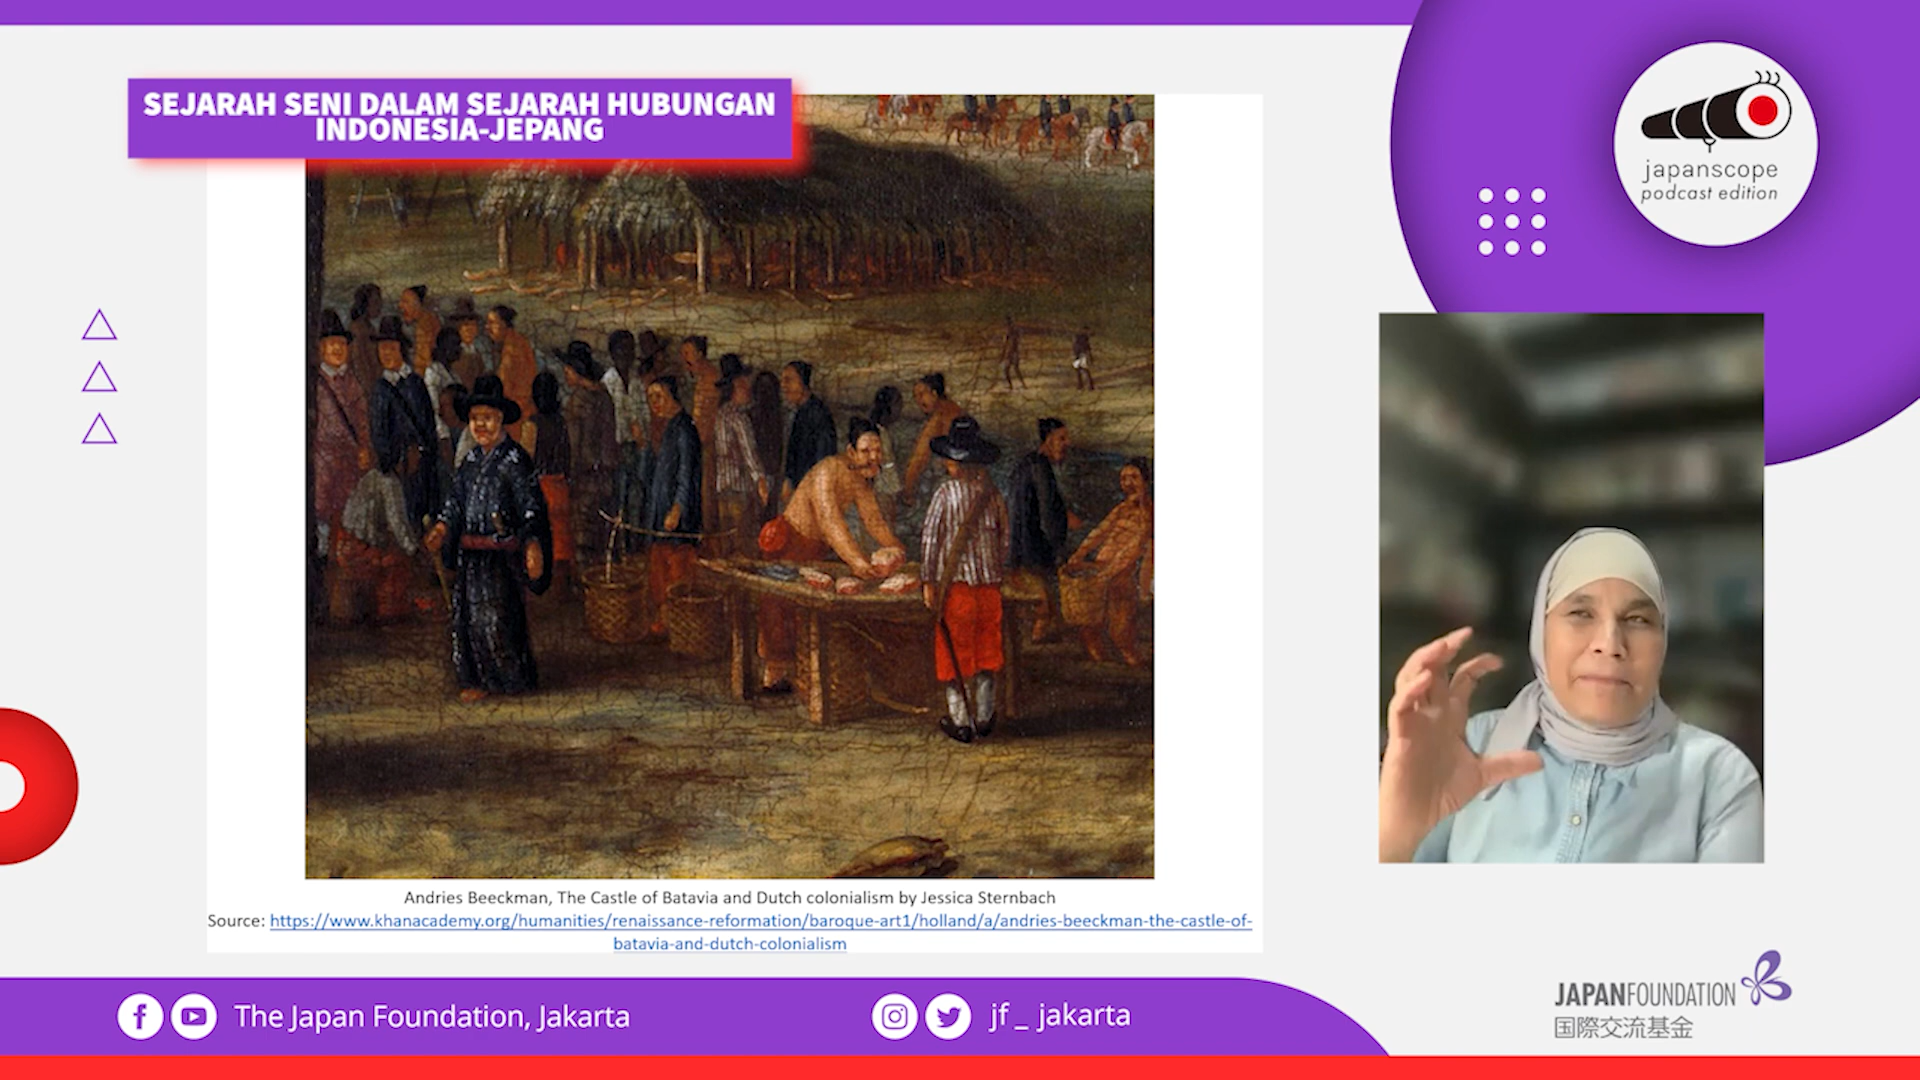 SEJARAH SENI DALAM SEJARAH HUBUNGAN
INDONESIA-JEPANG
japanscope
podcast edition
Andries Beeckman, The Castle of Batavia and Dutch colonialism by Jessica Sternbach
Source: https://www.khanacademy.org/humanities/renaissance-reformation/baroque-art1/holland/a/andries-beeckman-the-castle-of-
batavia-and-dutch-colonialism
The Japan Foundation, Jakarta
jf_jakarta
JAPANFOUNDATION
国際交流基金